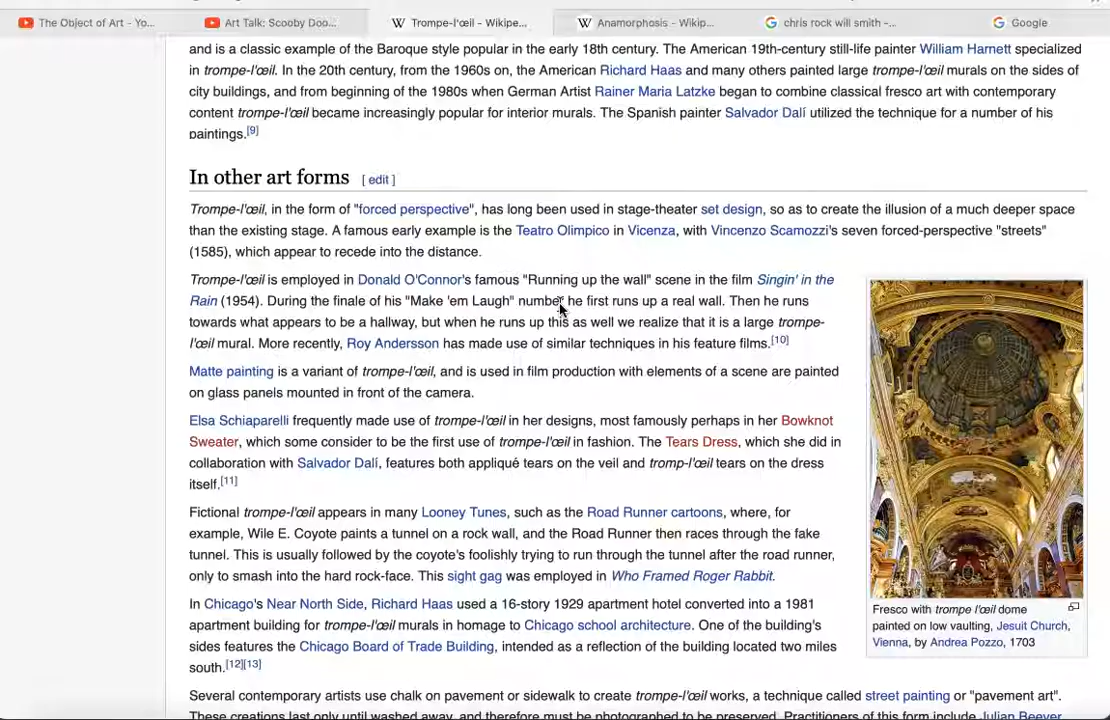 The Object of Art - Yo...
Art Talk: Scooby Doo...
Trompe-l'œil - Wikipe...
Anamorphosis - Wikip...
chris rock will smith -...
Google
and is a classic example of the Baroque style popular in the early 18th century. The American 19th-century still-life painter William Harnett specialized
in trompe-l'œil. In the 20th century, from the 1960s on, the American Richard Haas and many others painted large trompe-l'œil murals on the sides of
city buildings, and from beginning of the 1980s when German Artist Rainer Maria Latzke began to combine classical fresco art with contemporary
content trompe-l'œil became increasingly popular for interior murals. The Spanish painter Salvador Dalí utilized the technique for a number of his
paintings.[9]
In other art forms [ edit ]
Trompe-l'œil, in the form of "forced perspective", has long been used in stage-theater set design, so as to create the illusion of a much deeper space
than the existing stage. A famous early example is the Teatro Olimpico in Vicenza, with Vincenzo Scamozzi's seven forced-perspective "streets"
(1585), which appear to recede into the distance.
Trompe-l'œil is employed in Donald O'Connor's famous "Running up the wall" scene in the film Singin' in the
Rain (1954). During the finale of his "Make 'em Laugh" number he first runs up a real wall. Then he runs
towards what appears to be a hallway, but when he runs up this as well we realize that it is a large trompe-
l'œil mural. More recently, Roy Andersson has made use of similar techniques in his feature films.[10]
Matte painting is a variant of trompe-l'œil, and is used in film production with elements of a scene are painted
on glass panels mounted in front of the camera.
Elsa Schiaparelli frequently made use of trompe-l'œil in her designs, most famously perhaps in her Bowknot
Sweater, which some consider to be the first use of trompe-l'œil in fashion. The Tears Dress, which she did in
collaboration with Salvador Dalí, features both appliqué tears on the veil and tromp-l'œil tears on the dress
itself.[11]
Fictional trompe-l'œil appears in many Looney Tunes, such as the Road Runner cartoons, where, for
example, Wile E. Coyote paints a tunnel on a rock wall, and the Road Runner then races through the fake
tunnel. This is usually followed by the coyote's foolishly trying to run through the tunnel after the road runner,
only to smash into the hard rock-face. This sight gag was employed in Who Framed Roger Rabbit.
In Chicago's Near North Side, Richard Haas used a 16-story 1929 apartment hotel converted into a 1981
apartment building for trompe-l'œil murals in homage to Chicago school architecture. One of the building's
sides features the Chicago Board of Trade Building, intended as a reflection of the building located two miles
south.[12][13]
Fresco with trompe l'œil dome
painted on low vaulting, Jesuit Church,
Vienna, by Andrea Pozzo, 1703
Several contemporary artists use chalk on pavement or sidewalk to create trompe-l'œil works, a technique called street painting or "pavement art".
These creations last only until washed away, and therefore must be photographed to be preserved. Practitioners of this form include Julian Beever,